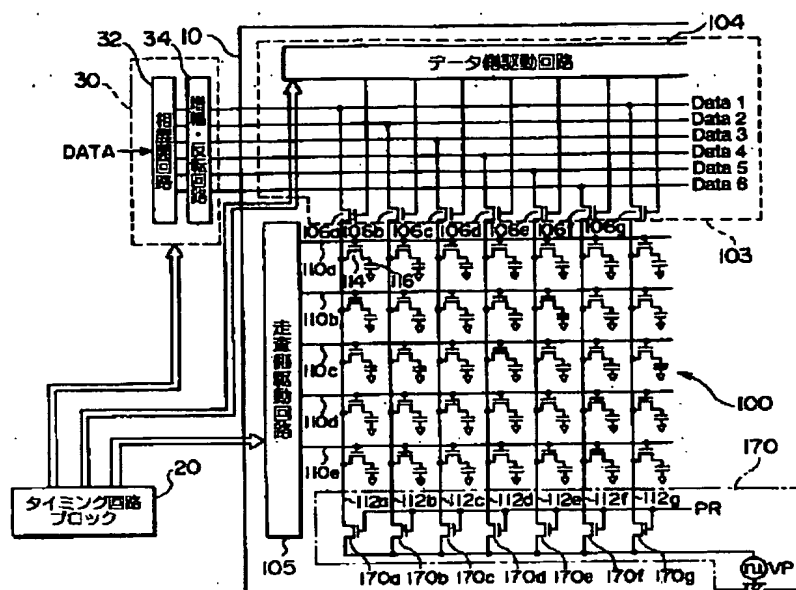 32
34
10
104
30
データ線駆動回路
DATA
相展開回路
増幅・反転回路
Data 1
Data 2
Data 3
Data 4
Data 5
Data 6
103
106a 106b 106c 106d 106e 106f 106g
110a
114
116
110b
走査線駆動回路
110c
100
110d
20
110e
170
タイミング回路
ブロック
112a 112b 112c 112d 112e 112f 112g
PR
105
170a 170b 170c 170d 170e 170f 170g
VP